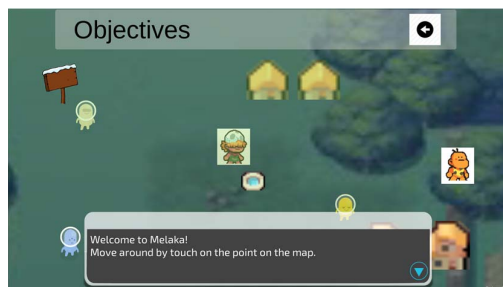 Objectives
Welcome to Melaka!
Move around by touch on the point on the map.